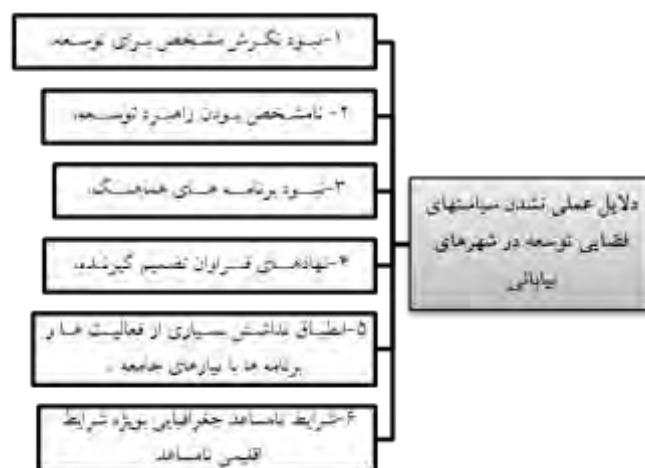 دلایل عملی نشدن سیاستهای
فضایی توسعه در شهرهای
بیابانی
۱-نبود نگرش مشخص برای توسعه،
۲- نامشخص بودن راهبرد توسعه،
۳-نبود برنامه های هماهنگ،
۴-نهادهای فراوان تصمیم گیرنده،
۵-انطباق نداشتن بسیاری از فعالیت ها و
برنامه ها با نیازهای جامعه .
۶-شرایط نامساعد جغرافیایی بویژه شرایط
اقلیمی نامساعد